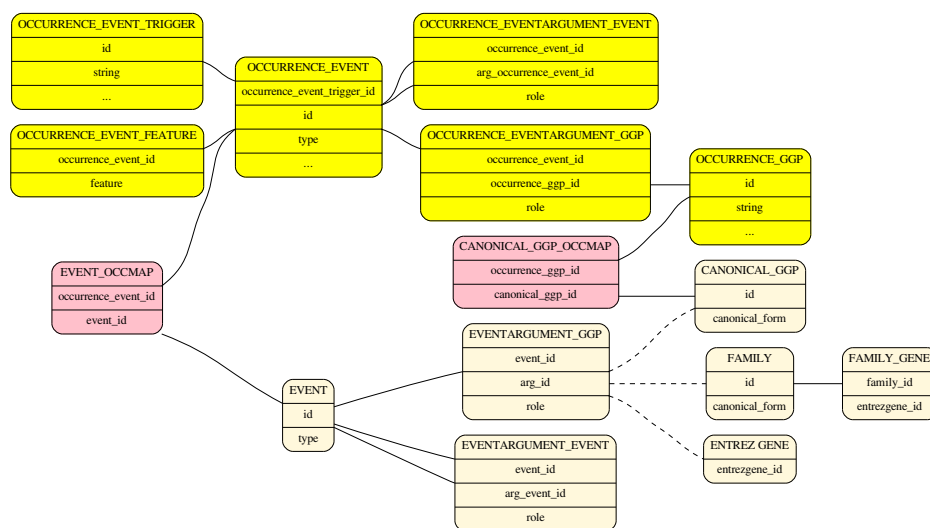 OCCURRENCE_EVENT_TRIGGER
id
string
...
OCCURRENCE_EVENT_FEATURE
occurrence_event_id
feature
OCCURRENCE_EVENT
occurrence_event_trigger_id
id
type
...
OCCURRENCE_EVENTARGUMENT_EVENT
occurrence_event_id
arg_occurrence_event_id
role
OCCURRENCE_EVENTARGUMENT_GGP
occurrence_event_id
occurrence_ggp_id
role
OCCURRENCE_GGP
id
string
...
EVENT_OCCMAP
occurrence_event_id
event_id
CANONICAL_GGP_OCCMAP
occurrence_ggp_id
canonical_ggp_id
CANONICAL_GGP
id
canonical_form
EVENTARGUMENT_GGP
event_id
arg_id
role
FAMILY
id
canonical_form
FAMILY_GENE
family_id
entrezgene_id
EVENT
id
type
EVENTARGUMENT_EVENT
event_id
arg_event_id
role
ENTREZ GENE
entrezgene_id